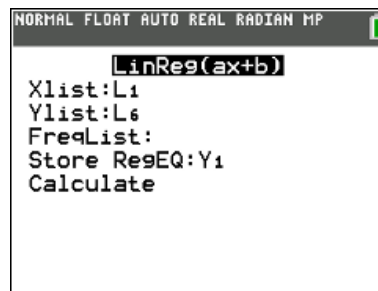 NORMAL FLOAT AUTO REAL RADIAN MP
LinReg(ax+b)
Xlist:L₁
Ylist:L₆
FreqList:
Store RegEQ:Y₁
Calculate